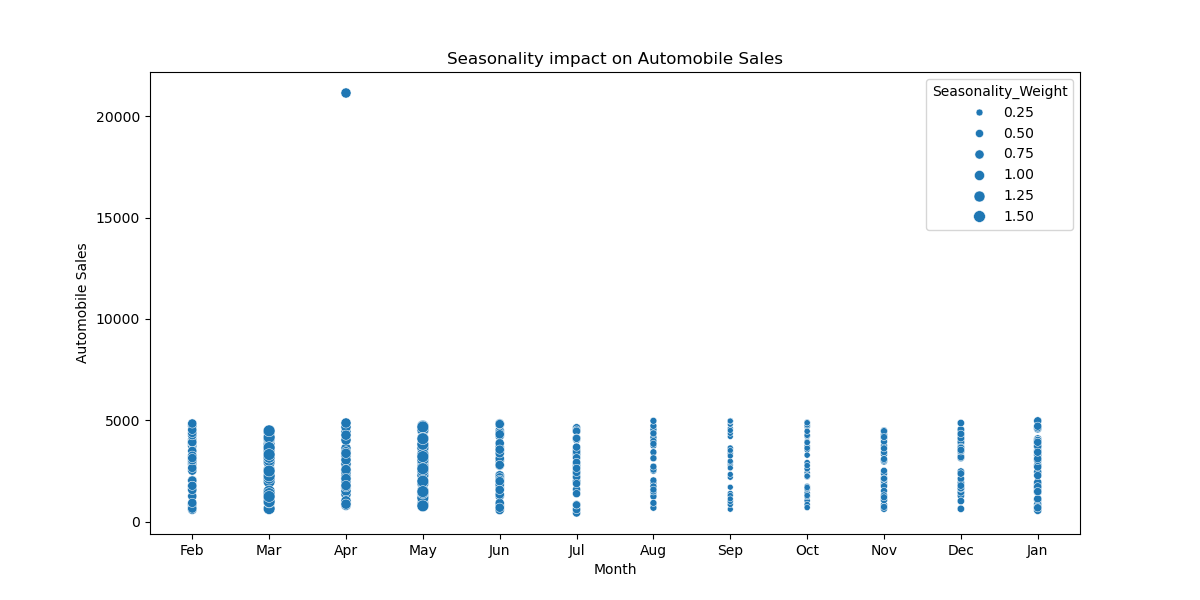 Seasonality impact on Automobile Sales
Seasonality_Weight
0.25
0.50
0.75
1.00
1.25
1.50
Automobile Sales
20000
15000
10000
5000
0
Feb Mar Apr May Jun Jul Aug Sep Oct Nov Dec Jan
Month